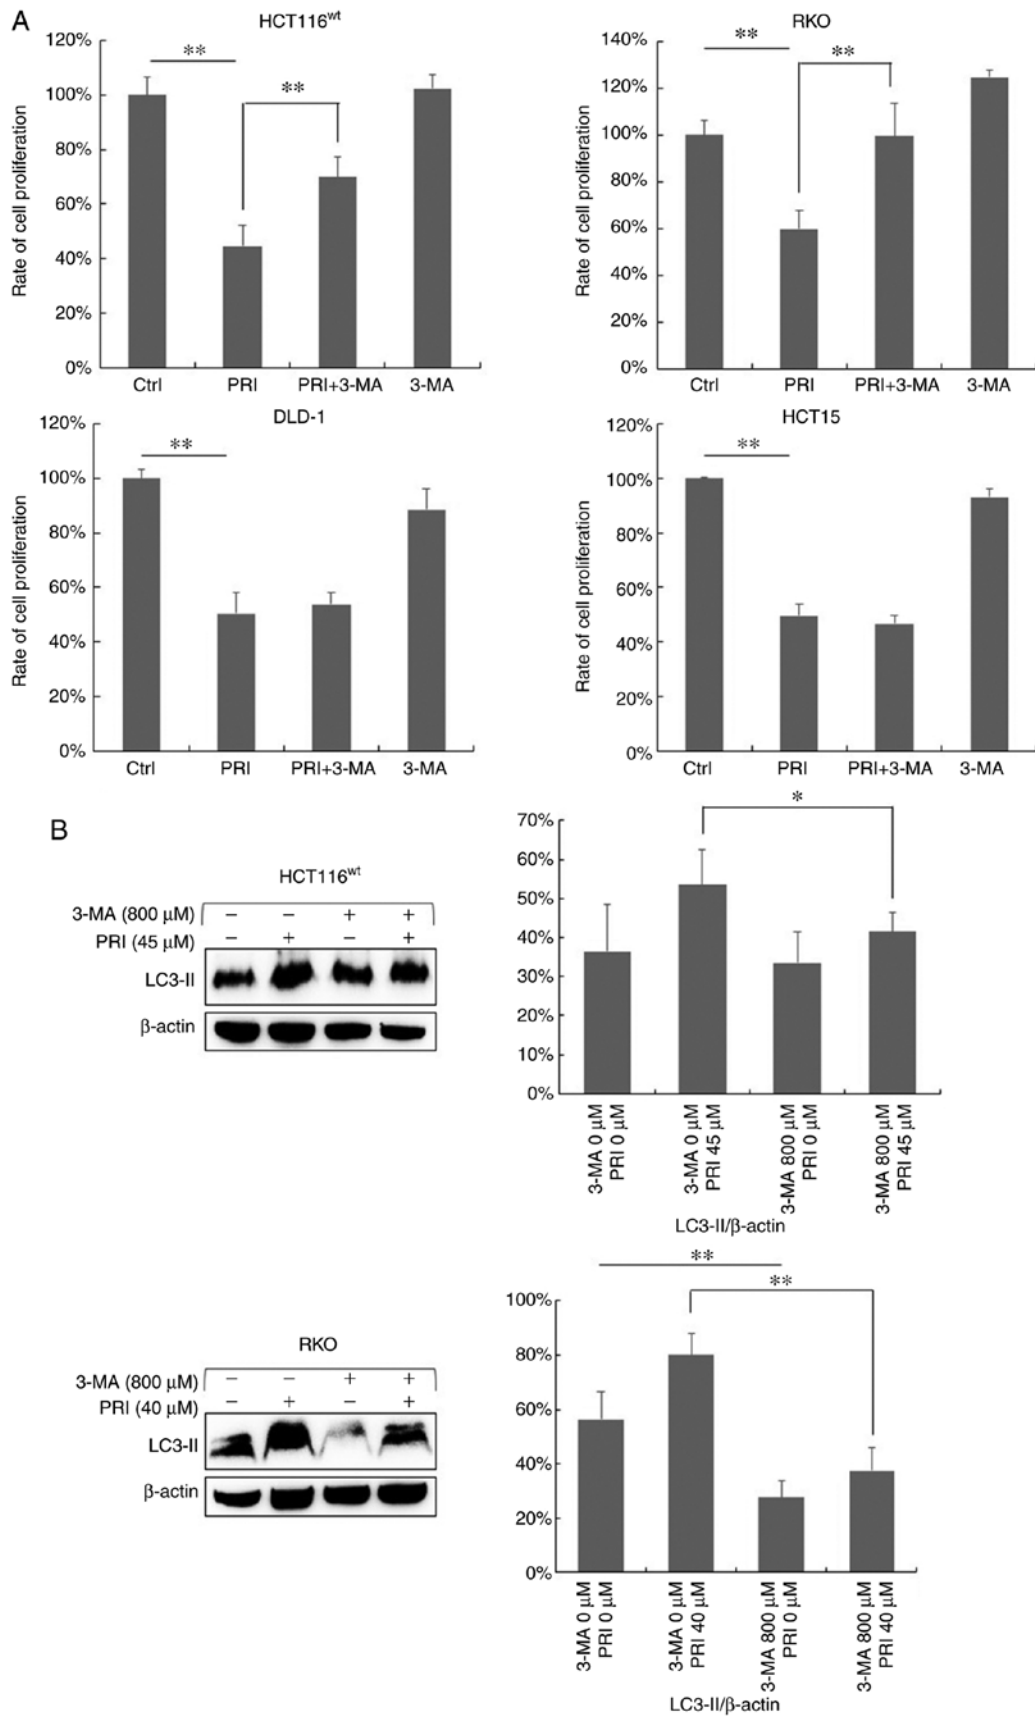 A
HCT116wt
Rate of cell proliferation
120%
100%
80%
60%
40%
20%
0%
**
**
Ctrl
PRI
PRI+3-MA
3-MA
RKO
Rate of cell proliferation
140%
120%
100%
80%
60%
40%
20%
0%
**
**
Ctrl
PRI
PRI+3-MA
3-MA
DLD-1
Rate of cell proliferation
120%
100%
80%
60%
40%
20%
0%
**
Ctrl
PRI
PRI+3-MA
3-MA
HCT15
Rate of cell proliferation
120%
100%
80%
60%
40%
20%
0%
**
Ctrl
PRI
PRI+3-MA
3-MA
B
HCT116wt
3-MA (800 μM) – – + +
PRI (45 μM) – + – +
LC3-II
β-actin
70%
60%
50%
40%
30%
20%
10%
0%
*
3-MA 0 μM
PRI 0 μM
3-MA 0 μM
PRI 45 μM
3-MA 800 μM
PRI 0 μM
3-MA 800 μM
PRI 45 μM
LC3-II/β-actin
RKO
3-MA (800 μM) – – + +
PRI (40 μM) – + – +
LC3-II
β-actin
**
**
100%
80%
60%
40%
20%
0%
3-MA 0 μM
PRI 0 μM
3-MA 0 μM
PRI 40 μM
3-MA 800 μM
PRI 0 μM
3-MA 800 μM
PRI 40 μM
LC3-II/β-actin